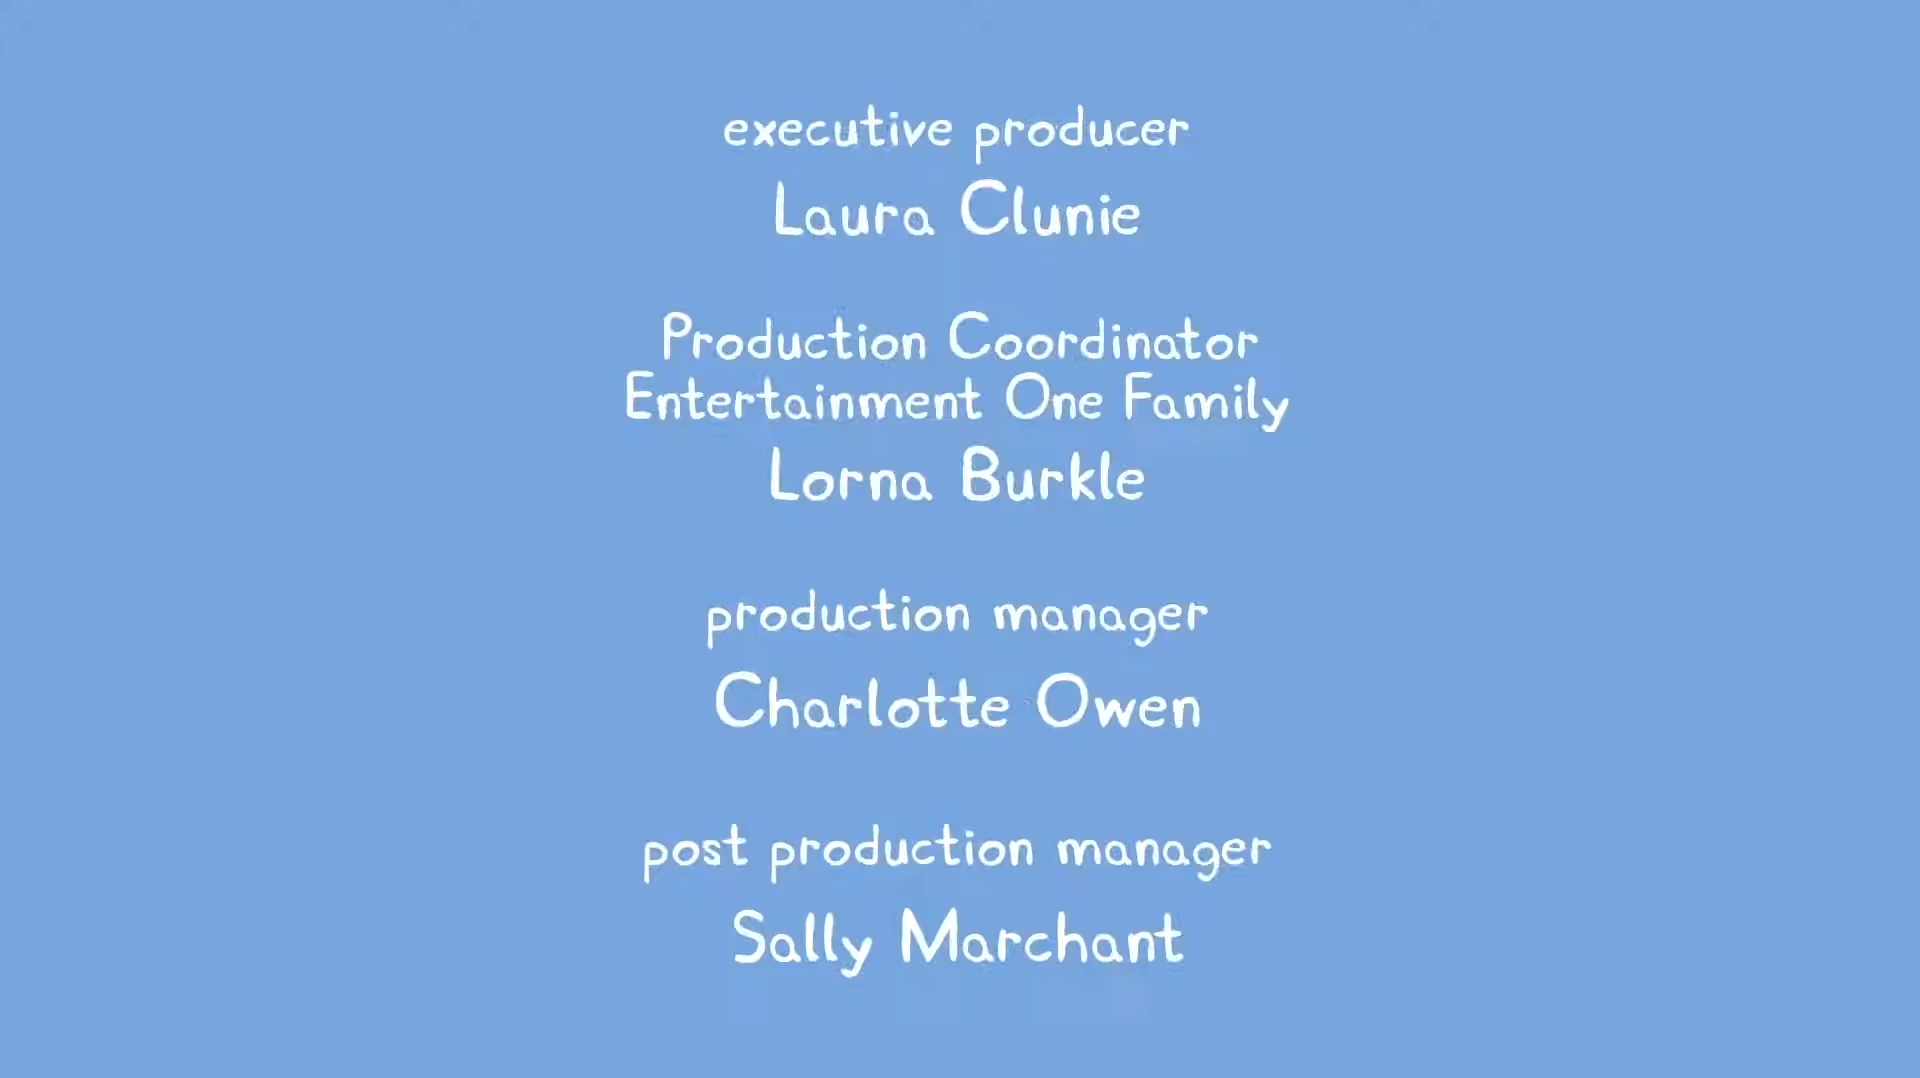 executive producer
Laura Clunie
Production Coordinator
Entertainment One Family
Lorna Burkle
production manager
Charlotte Owen
post production manager
Sally Marchant